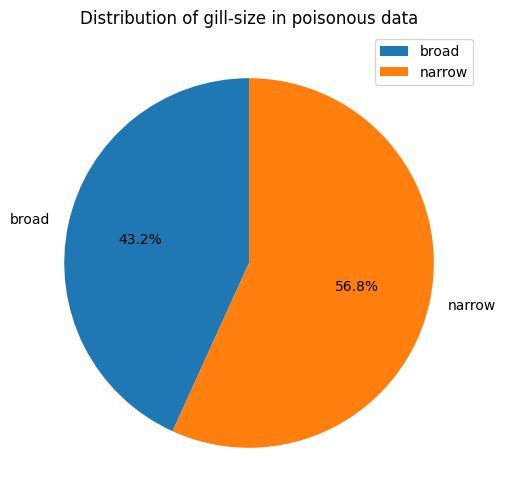 Distribution of gill-size in poisonous data
broad
narrow
broad
43.2%
56.8%
narrow